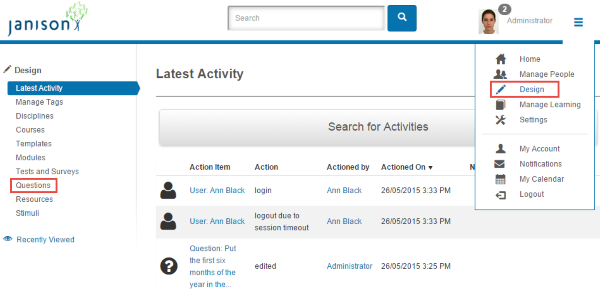 janison
Search
2
Administrator
Home
Manage People
Design
Manage Learning
Settings
My Account
Notifications
My Calendar
Logout
Design
Latest Activity
Manage Tags
Disciplines
Courses
Templates
Modules
Tests and Surveys
Questions
Resources
Stimuli
Recently Viewed
Latest Activity
Search for Activities
Action Item Action Actioned by Actioned On ▼ N
User: Ann Black login Ann Black 26/05/2015 3:33 PM
User: Ann Black logout due to Ann Black 26/05/2015 3:33 PM
session timeout
Question: Put
the first six
months of the
year in the... edited Administrator 26/05/2015 3:25 PM